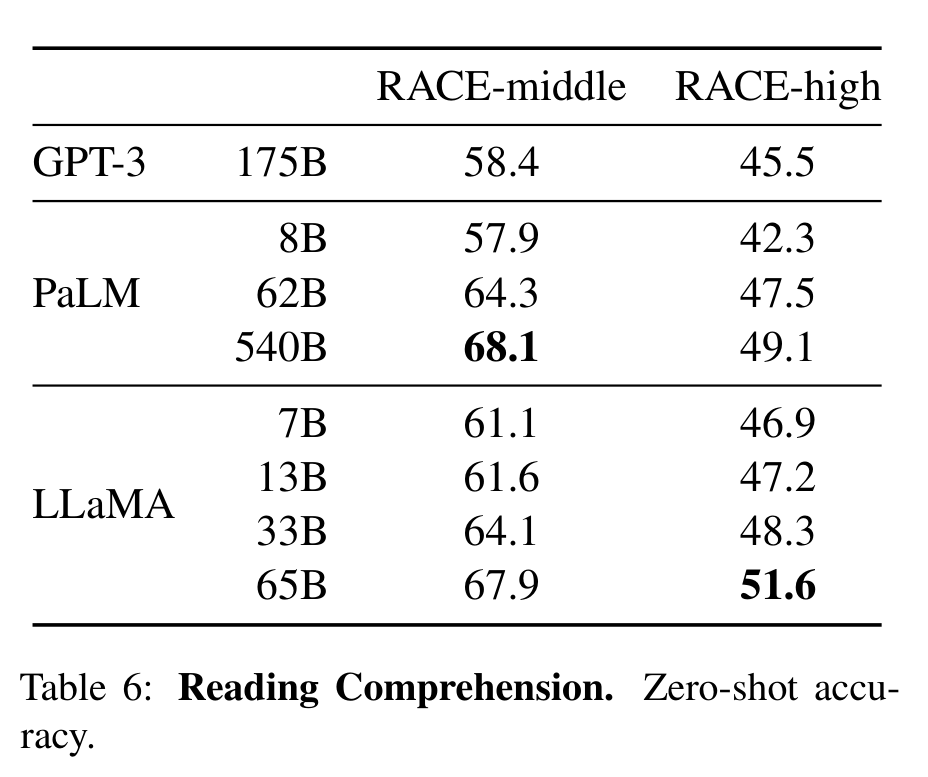 RACE-middle RACE-high
GPT-3 175B 58.4 45.5
8B 57.9 42.3
PaLM 62B 64.3 47.5
540B 68.1 49.1
7B 61.1 46.9
13B 61.6 47.2
LLaMA
33B 64.1 48.3
65B 67.9 51.6
Table 6: Reading Comprehension. Zero-shot accu-
racy.